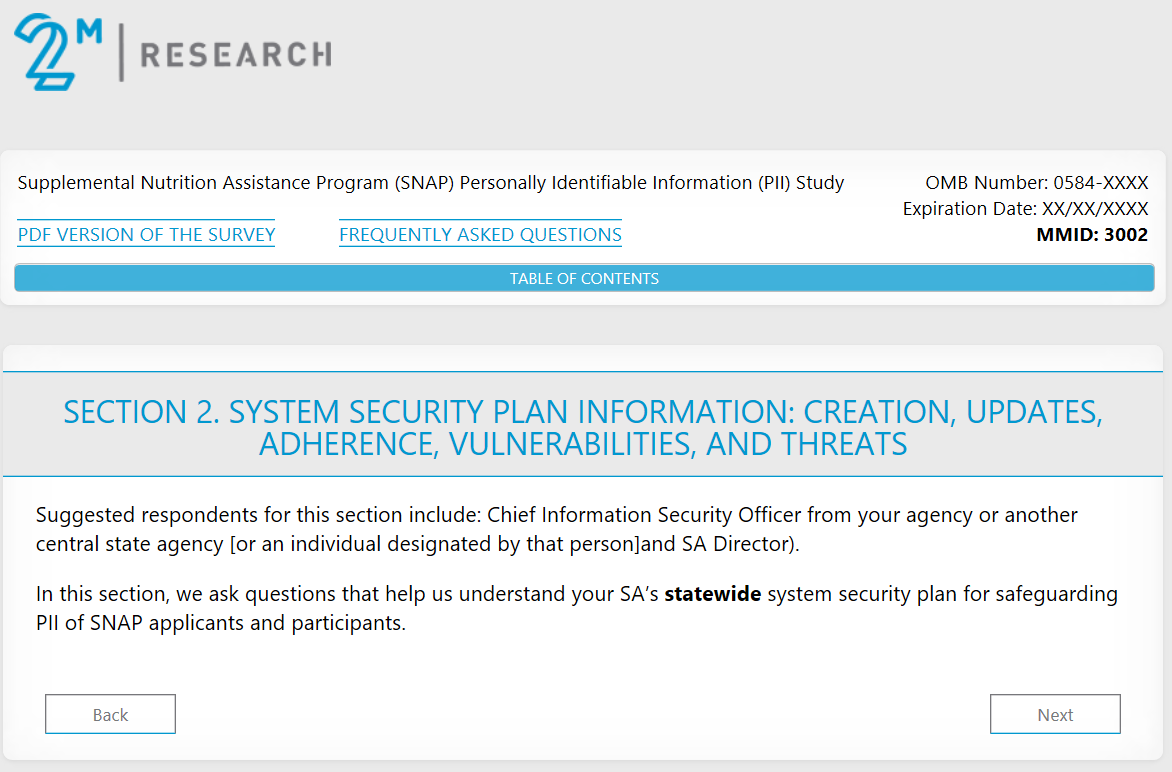 2M RESEARCH
Supplemental Nutrition Assistance Program (SNAP) Personally Identifiable Information (PII) Study
OMB Number: 0584-XXXX
Expiration Date: XX/XX/XXXX
PDF VERSION OF THE SURVEY
FREQUENTLY ASKED QUESTIONS
MMID: 3002
TABLE OF CONTENTS
SECTION 2. SYSTEM SECURITY PLAN INFORMATION: CREATION, UPDATES,
ADHERENCE, VULNERABILITIES, AND THREATS
Suggested respondents for this section include: Chief Information Security Officer from your agency or another
central state agency [or an individual designated by that person]and SA Director).
In this section, we ask questions that help us understand your SA’s statewide system security plan for safeguarding
PII of SNAP applicants and participants.
Back
Next